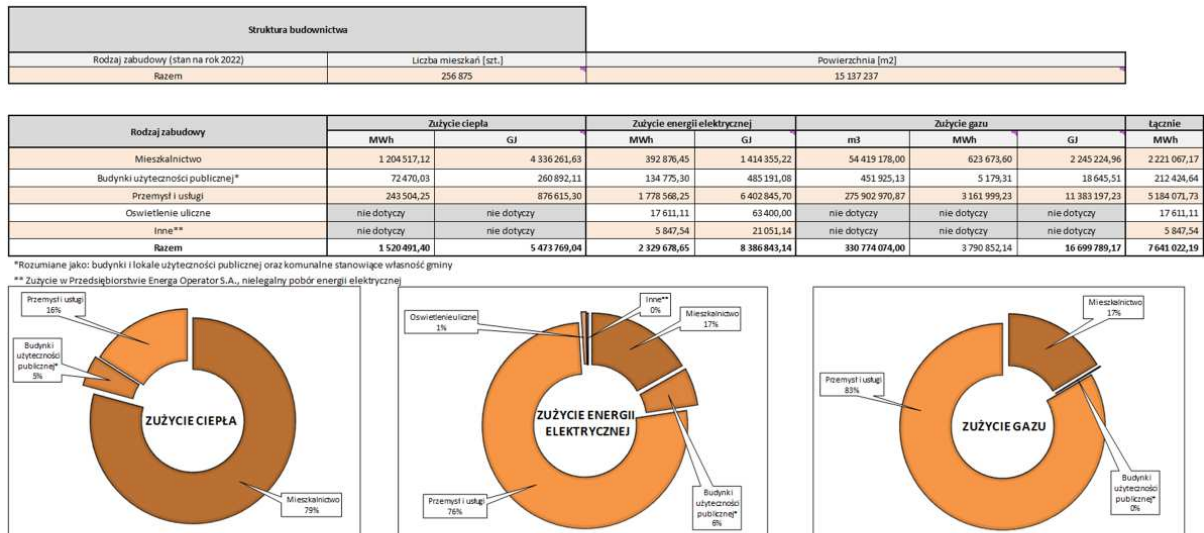 Struktura budownictwa
Rodzaj zabudowy (stan na rok 2022) Liczba mieszkań [szt.] Powierzchnia [m2]
Razem 256 875 15 137 237
Rodzaj zabudowy Zużycie ciepła Zużycie energii elektrycznej Zużycie gazu Łącznie
MWh GJ MWh GJ m3 MWh GJ MWh
Mieszkalnictwo 1 204 517,12 4 336 261,63 392 876,45 1 414 355,22 54 419 178,00 623 673,60 2 245 224,96 2 221 067,17
Budynki użyteczności publicznej* 72 470,03 260 892,11 134 775,30 485 191,08 451 925,13 5 179,31 18 645,51 212 424,64
Przemysł i usługi 243 504,25 876 615,30 1 778 568,25 6 402 845,70 275 902 970,87 3 161 999,23 11 383 197,23 5 184 071,73
Oswietlenie uliczne nie dotyczy nie dotyczy 17 611,11 63 400,00 nie dotyczy nie dotyczy nie dotyczy 17 611,11
Inne** nie dotyczy nie dotyczy 5 847,54 21 051,14 nie dotyczy nie dotyczy nie dotyczy 5 847,54
Razem 1 520 491,40 5 473 769,04 2 329 678,65 8 386 843,14 330 774 074,00 3 790 852,14 16 699 789,17 7 641 022,19
*Rozumiane jako: budynki i lokale użyteczności publicznej oraz komunalne stanowiące własność gminy
** Zużycie w Przedsiębiorstwie Energa Operator S.A., nielegalny pobór energii elektrycznej
Przemysł i usługi
16%
Budynki
użyteczności
publicznej*
5%
ZUŻYCIE CIEPŁA
Mieszkalnictwo
79%
Inne**
0%
Oswietlenie uliczne
1%
Mieszkalnictwo
17%
ZUŻYCIE ENERGII
ELEKTRYCZNEJ
Przemysł i usługi
76%
Budynki
użyteczności
publicznej*
6%
Mieszkalnictwo
17%
Przemysł i usługi
83%
ZUŻYCIE GAZU
Budynki
użyteczności
publicznej*
0%